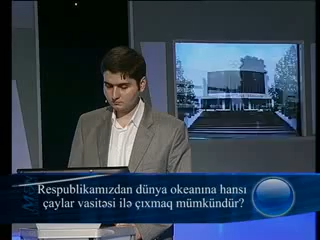 Respublikamızdan dünya okeanına hansı
çaylar vasitəsi ilə çıxmaq mümkündür?